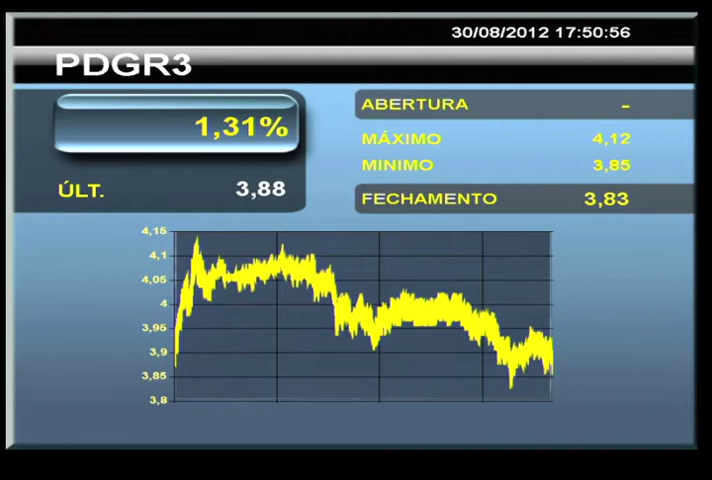 30/08/2012 17:50:56
PDGR3
1,31%
ÚLT. 3,88
ABERTURA -
MÁXIMO 4,12
MINIMO 3,85
FECHAMENTO 3,83
4,15
4,1
4,05
4
3,95
3,9
3,85
3,8